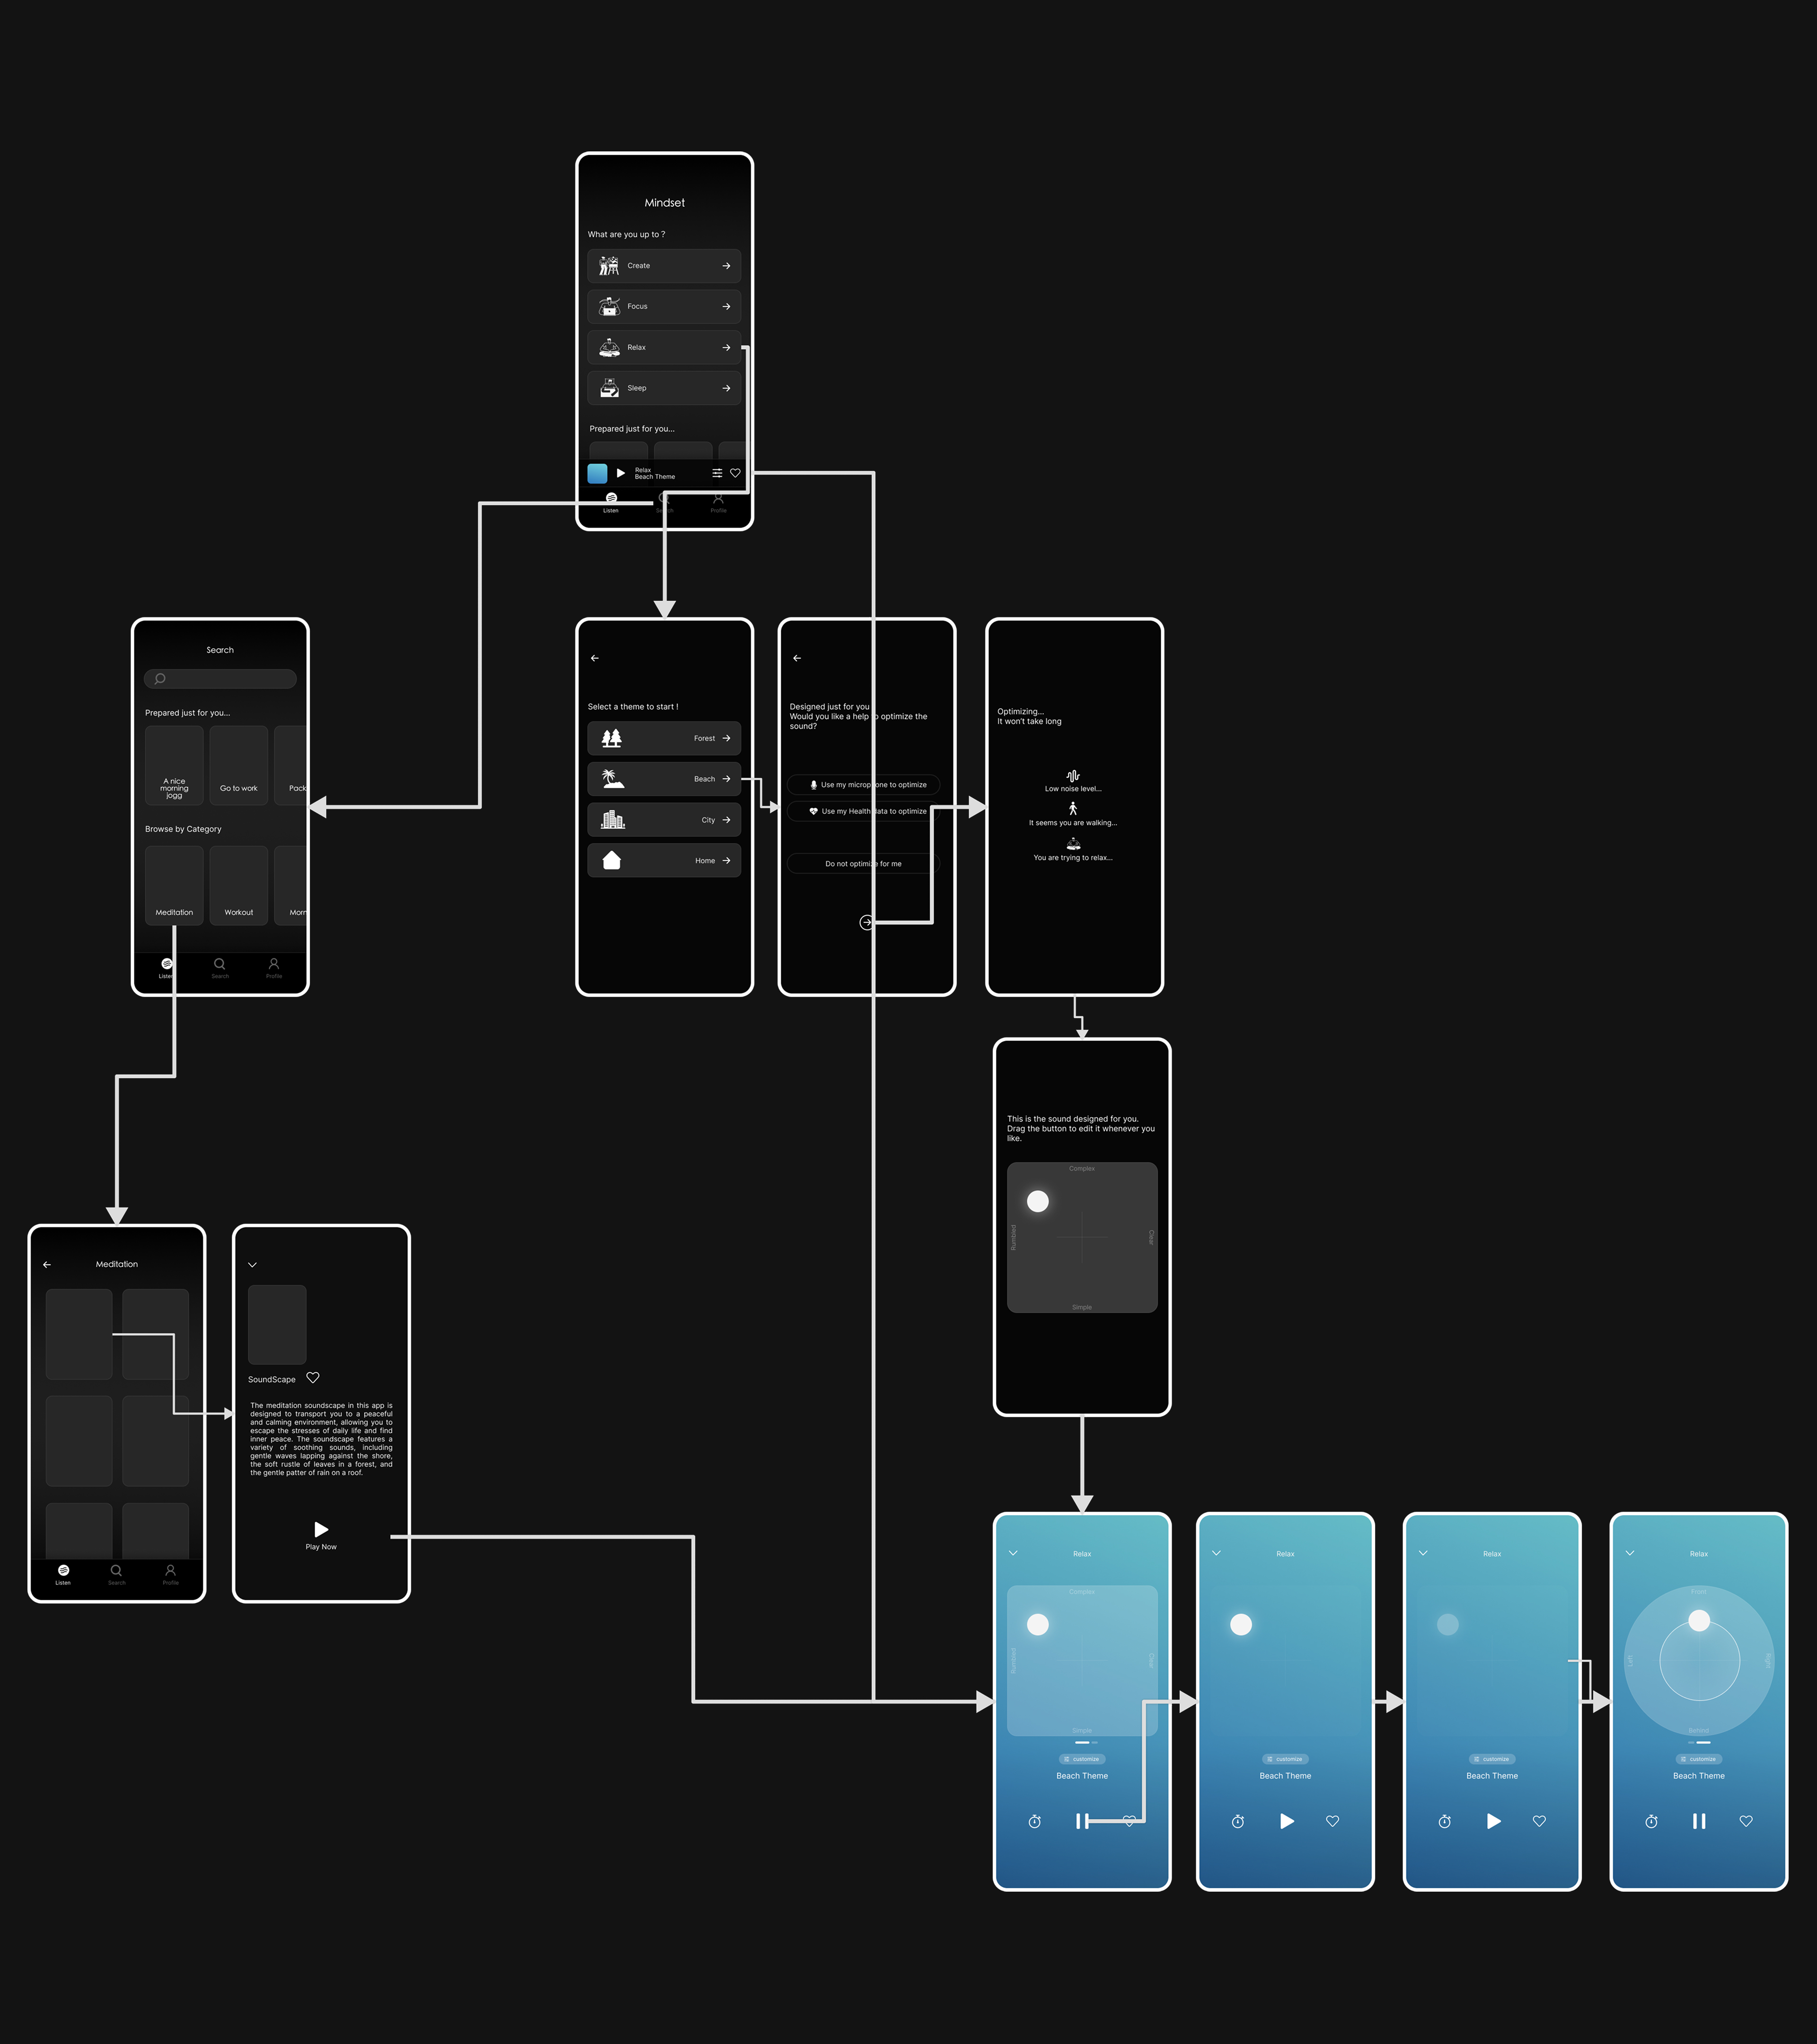 Mindset
What are you up to ?
Create
Focus
Relax
Sleep
Prepared just for you...
Relax
Beach Theme
Listen
Profile
Search
Prepared just for you...
A nice
morning
jogg
Go to work
Pack
Browse by Category
Meditation
Workout
Morn
Listen
Search
Profile
Select a theme to start !
Forest
Beach
City
Home
Designed just for you
Would you like a help to optimize the
sound?
Use my microphone to optimize
Use my Health data to optimize
Do not optimize for me
Optimizing...
It won't take long
Low noise level...
It seems you are walking...
You are trying to relax...
This is the sound designed for you.
Drag the button to edit it whenever you
like.
Complex
Rumbled
Clear
Simple
Meditation
Listen
Search
Profile
SoundScape
The meditation soundscape in this app is
designed to transport you to a peaceful
and calming environment, allowing you to
escape the stresses of daily life and find
inner peace. The soundscape features a
variety of soothing sounds, including
gentle waves lapping against the shore,
the soft rustle of leaves in a forest, and
the gentle patter of rain on a roof.
Play Now
Relax
Complex
Rumbled
Clear
Simple
customize
Beach Theme
Relax
customize
Beach Theme
Relax
customize
Beach Theme
Relax
Front
Left
Right
Behind
customize
Beach Theme